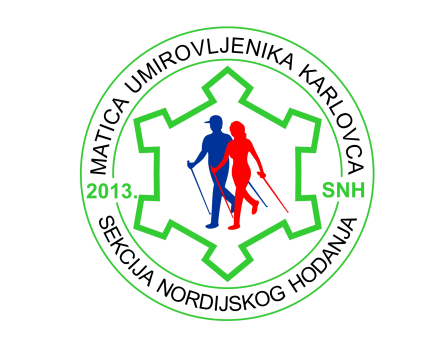 MATICA UMIROVLJENIKA KARLOVCA
2013.
SNH
SEKCIJA NORDIJSKOG HODANJA